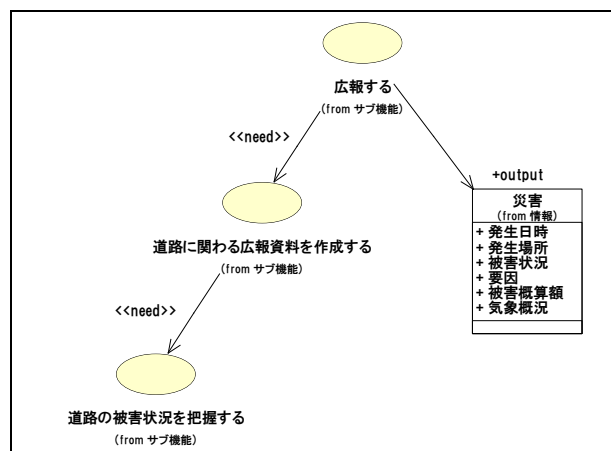 広報する
(from サブ機能)
<<need>>
+output
災害
(from 情報)
+ 発生日時
+ 発生場所
+ 被害状況
+ 要因
+ 被害概算額
+ 気象概況
道路に関わる広報資料を作成する
(from サブ機能)
<<need>>
道路の被害状況を把握する
(from サブ機能)